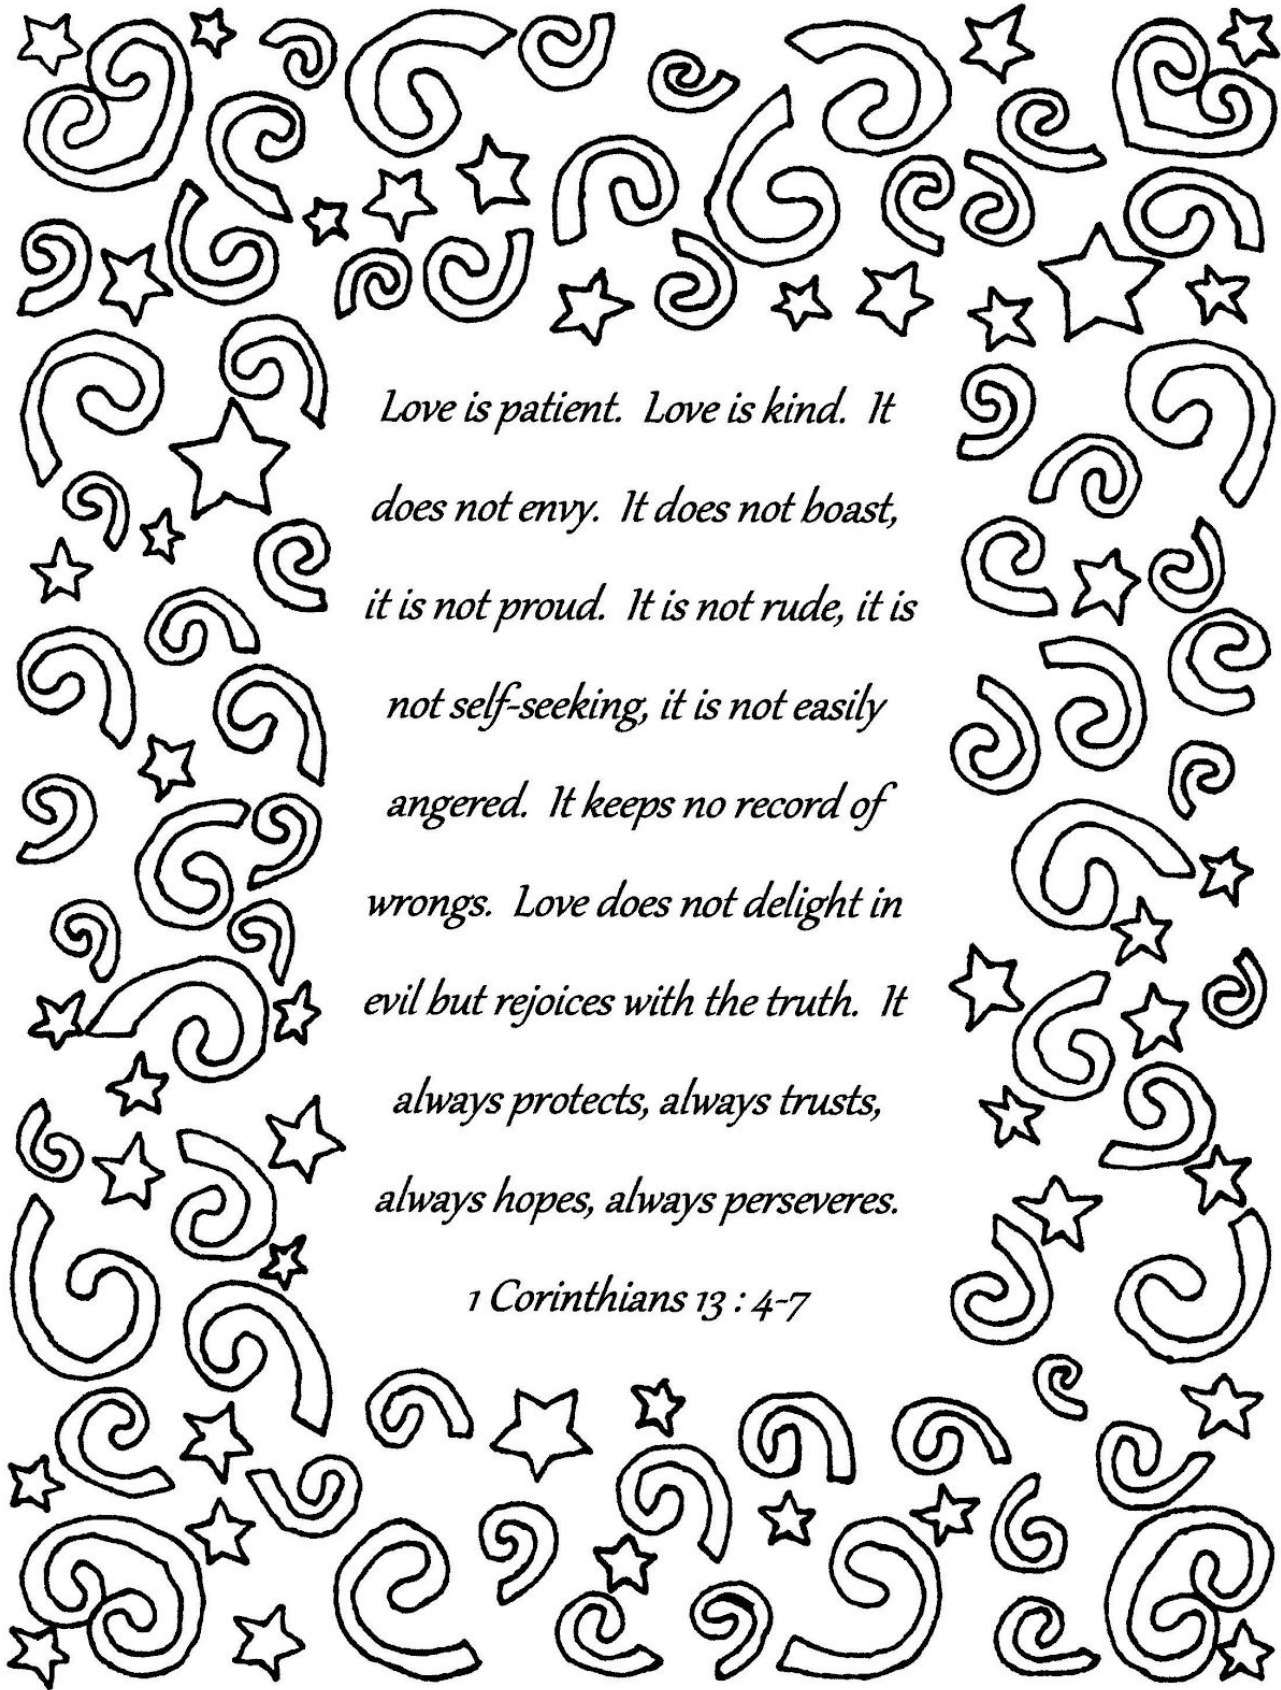 Love is patient.  Love is kind.  It
does not envy.  It does not boast,
it is not proud.  It is not rude, it is
not self-seeking, it is not easily
angered.  It keeps no record of
wrongs.  Love does not delight in
evil but rejoices with the truth.  It
always protects, always trusts,
always hopes, always perseveres.
1 Corinthians 13 : 4-7